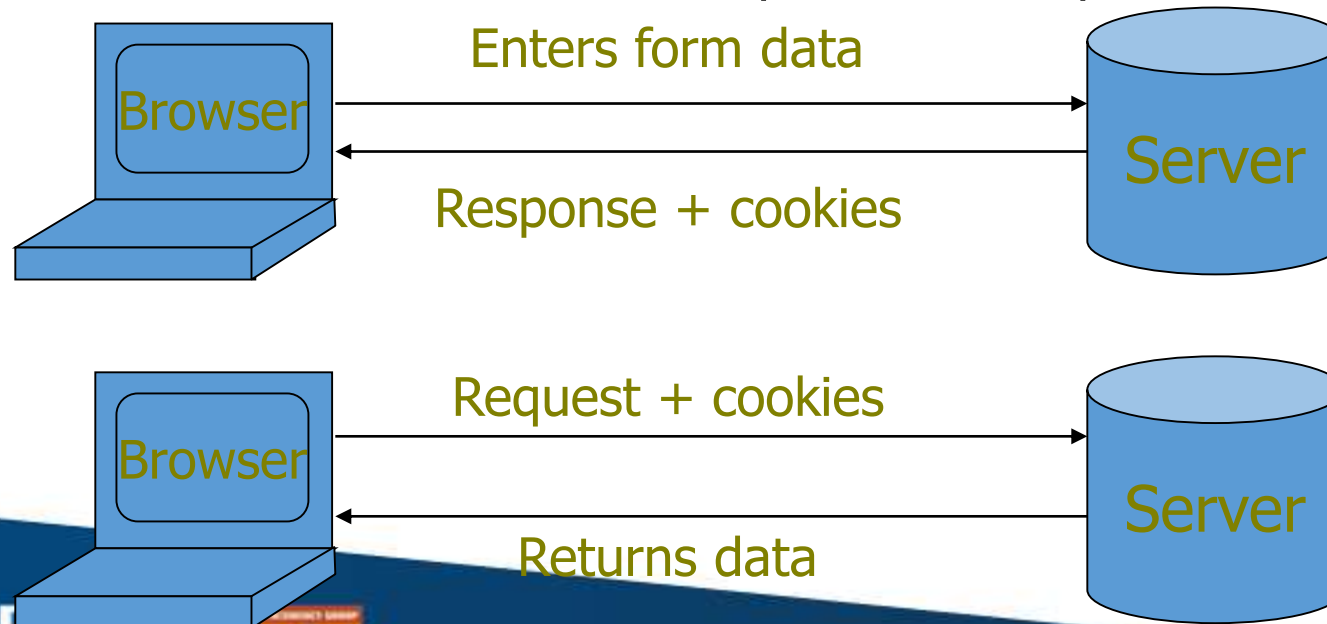 Enters form data
Browser
Server
Response + cookies
Request + cookies
Browser
Server
Returns data